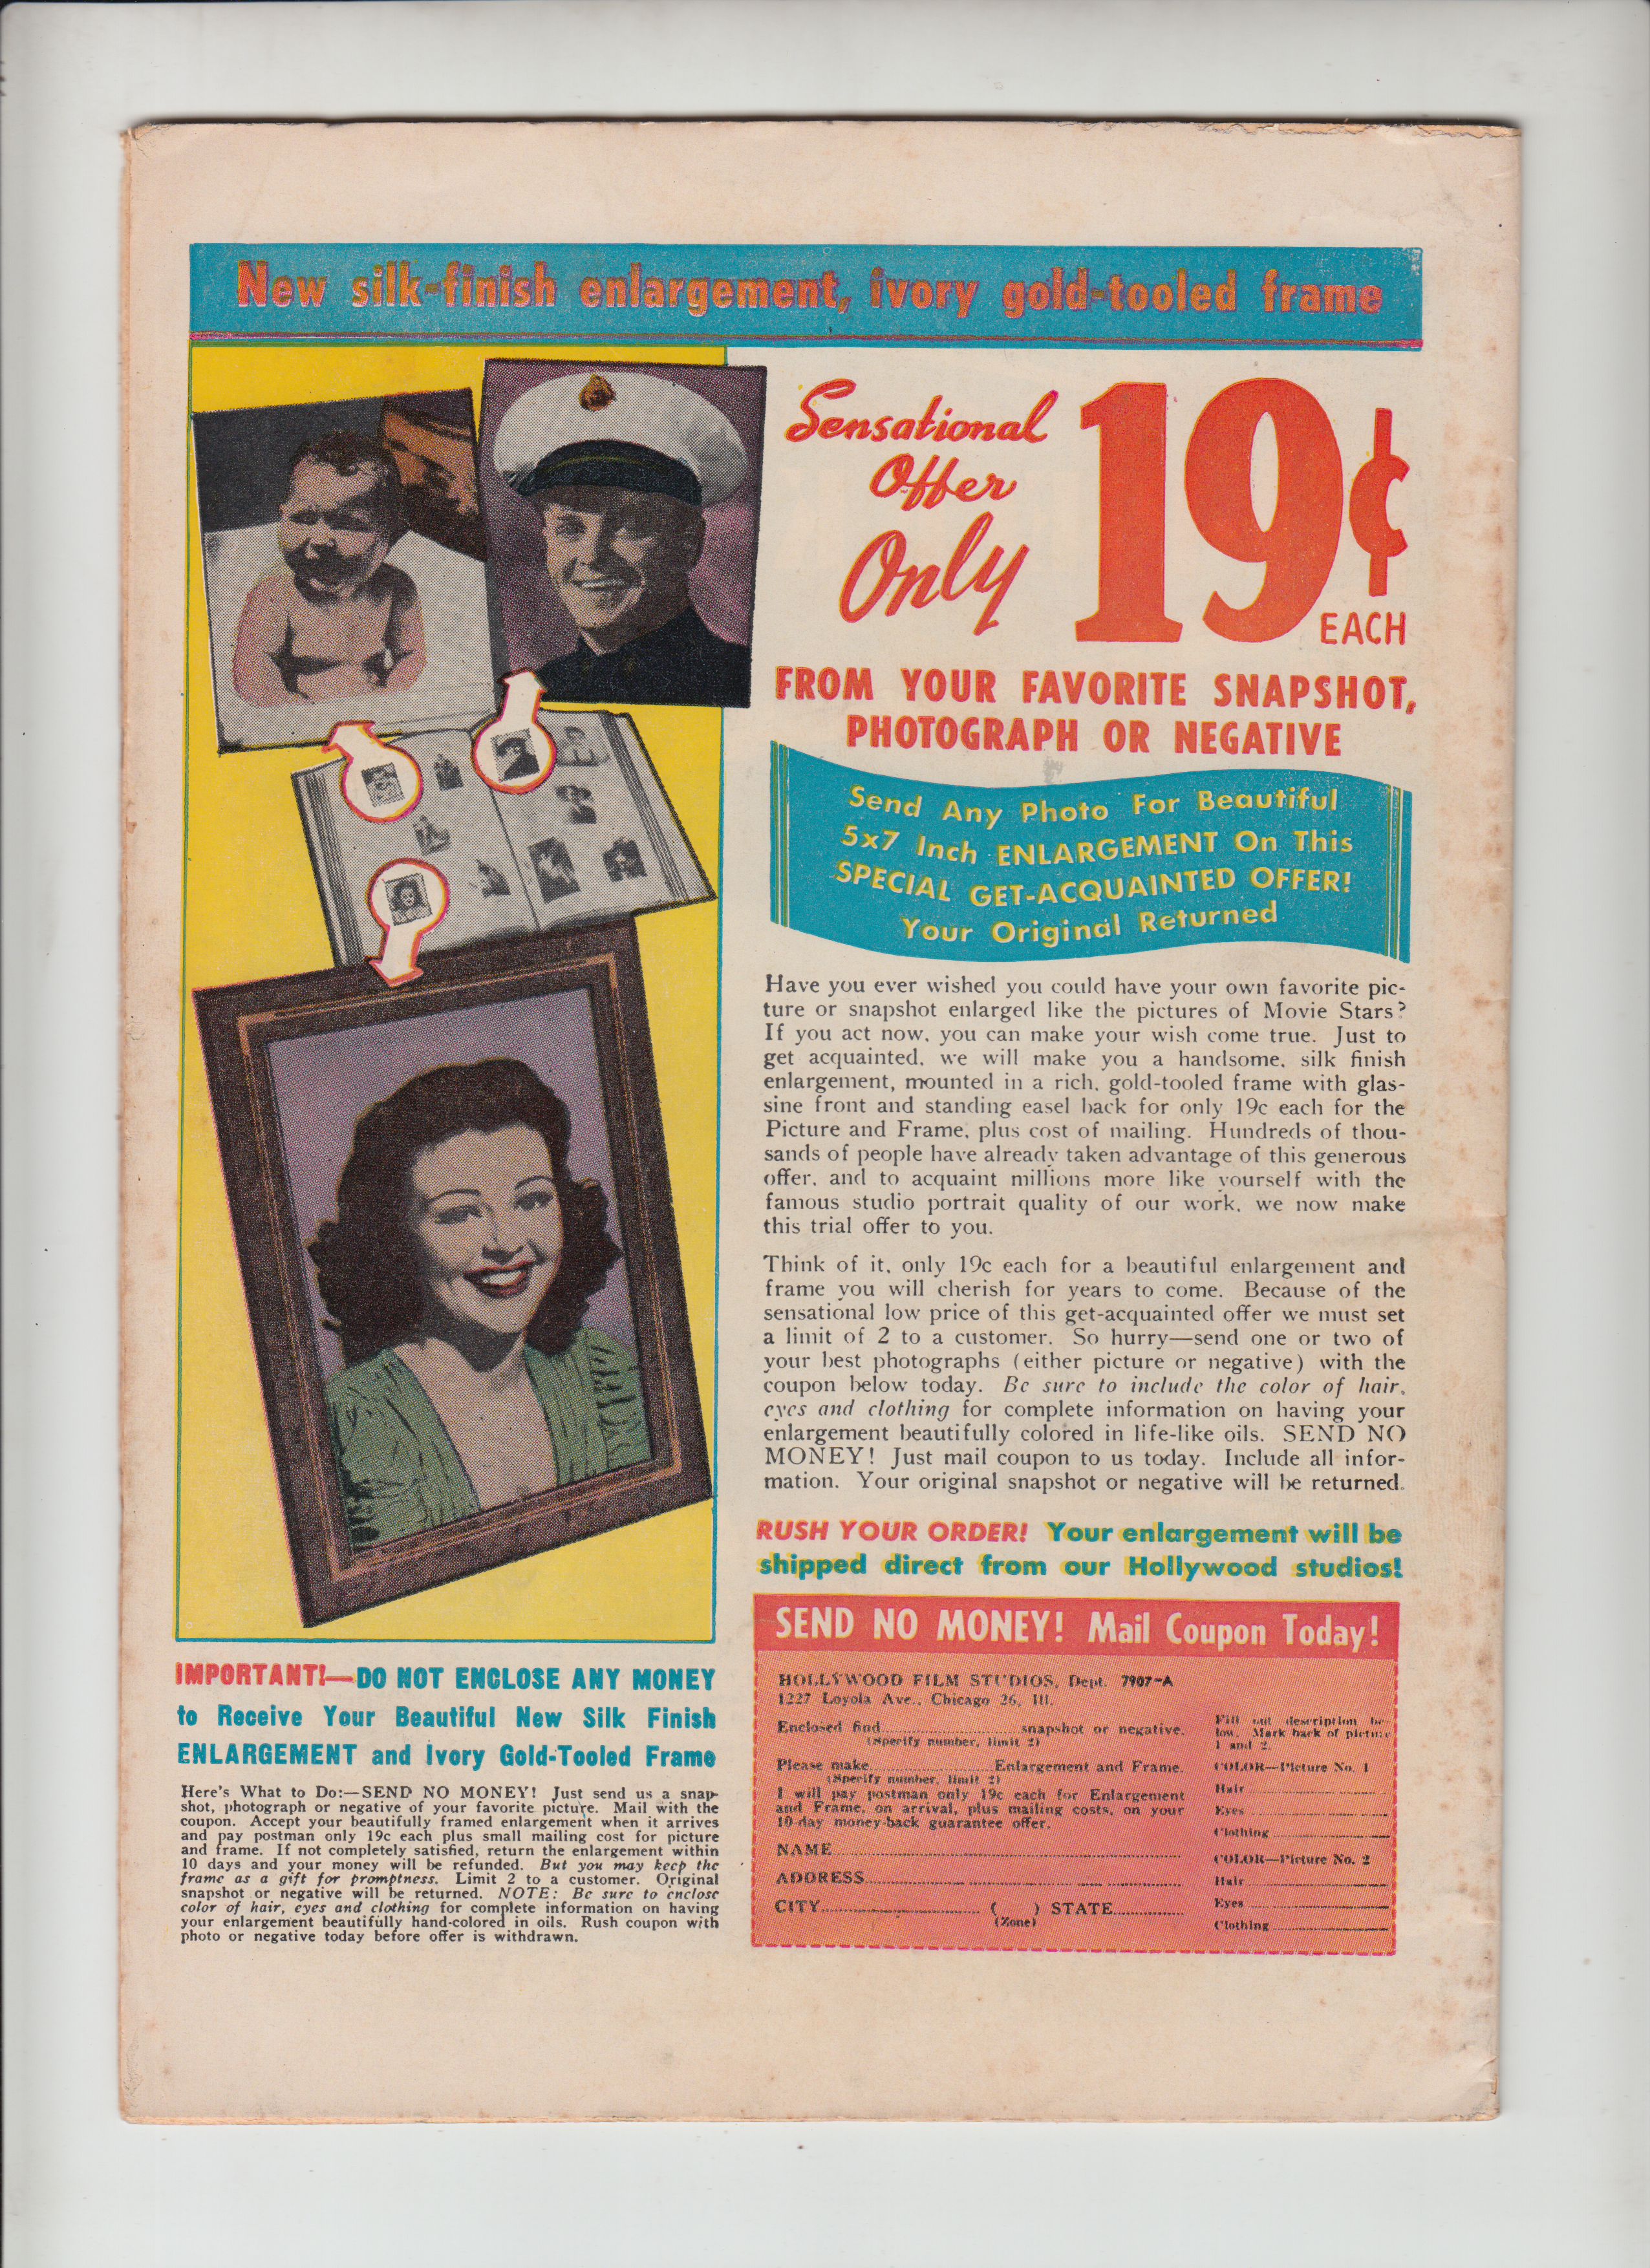 New silk-finish enlargement, ivory gold-tooled frame
Sensational
Offer
Only
19¢
EACH
FROM YOUR FAVORITE SNAPSHOT,
PHOTOGRAPH OR NEGATIVE
Send Any Photo For Beautiful
5x7 Inch ENLARGEMENT On This
SPECIAL GET-ACQUAINTED OFFER!
Your Original Returned
Have you ever wished you could have your own favorite pic-
ture or snapshot enlarged like the pictures of Movie Stars?
If you act now, you can make your wish come true. Just to
get acquainted, we will make you a handsome, silk finish
enlargement, mounted in a rich, gold-tooled frame with glas-
sine front and standing easel back for only 19c each for the
Picture and Frame, plus cost of mailing. Hundreds of thou-
sands of people have already taken advantage of this generous
offer, and to acquaint millions more like yourself with the
famous studio portrait quality of our work, we now make
this trial offer to you.
Think of it, only 19c each for a beautiful enlargement and
frame you will cherish for years to come. Because of the
sensational low price of this get-acquainted offer we must set
a limit of 2 to a customer. So hurry—send one or two of
your best photographs (either picture or negative) with the
coupon below today. Be sure to include the color of hair,
eyes and clothing for complete information on having your
enlargement beautifully colored in life-like oils. SEND NO
MONEY! Just mail coupon to us today. Include all infor-
mation. Your original snapshot or negative will be returned.
RUSH YOUR ORDER! Your enlargement will be
shipped direct from our Hollywood studios!
IMPORTANT!—DO NOT ENCLOSE ANY MONEY
to Receive Your Beautiful New Silk Finish
ENLARGEMENT and Ivory Gold-Tooled Frame
Here's What to Do:—SEND NO MONEY! Just send us a snap-
shot, photograph or negative of your favorite picture. Mail with the
coupon. Accept your beautifully framed enlargement when it arrives
and pay postman only 19c each plus small mailing cost for picture
and frame. If not completely satisfied, return the enlargement within
10 days and your money will be refunded. But you may keep the
frame as a gift for promptness. Limit 2 to a customer. Original
snapshot or negative will be returned. NOTE: Be sure to enclose
color of hair, eyes and clothing for complete information on having
your enlargement beautifully hand-colored in oils. Rush coupon with
photo or negative today before offer is withdrawn.
SEND NO MONEY! Mail Coupon Today!
HOLLYWOOD FILM STUDIOS, Dept. 7907-A
1227 Loyola Ave., Chicago 26, Ill.
Enclosed find.............................snapshot or negative.
(Specify number, limit 2)
Please make.........................Enlargement and Frame.
(Specify number, limit 2)
I will pay postman only 19c each for Enlargement
and Frame, on arrival, plus mailing costs, on your
10-day money-back guarantee offer.
NAME
ADDRESS
CITY.............................. ( ) STATE..............
(Zone)
Fill out description be-
low. Mark back of picture
1 and 2.
COLOR—Picture No. 1
Hair
Eyes
Clothing
COLOR—Picture No. 2
Hair
Eyes
Clothing